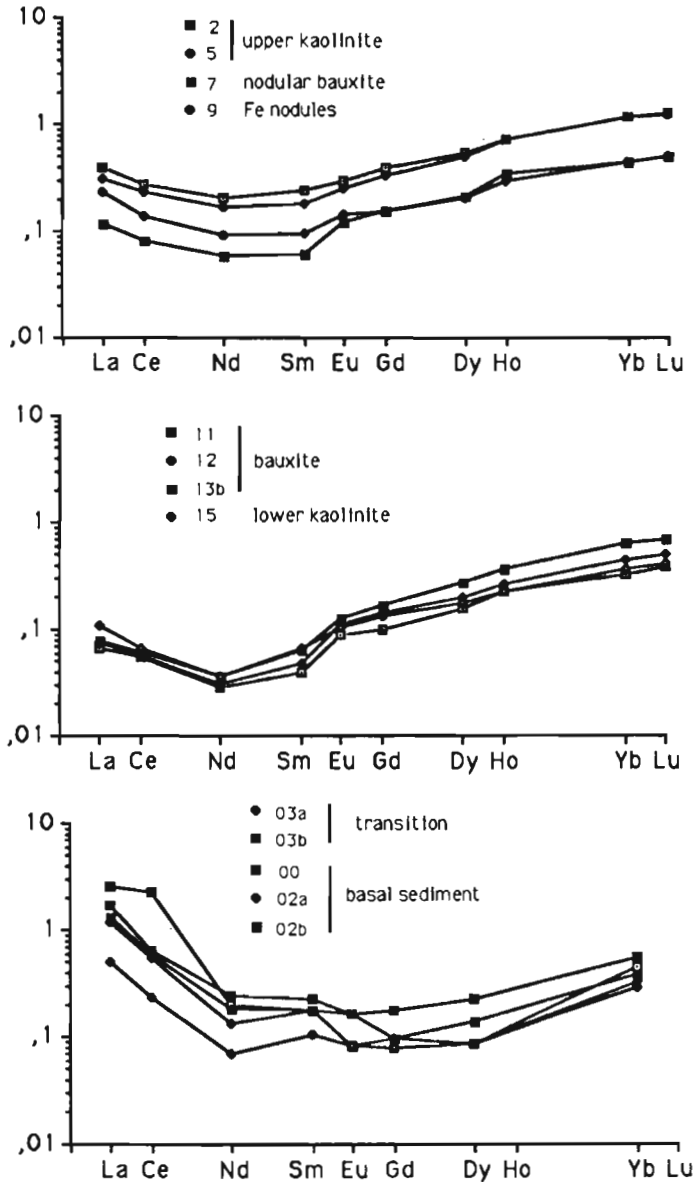 10
2
5
upper kaolinite
7 nodular bauxite
9 Fe nodules
1
,1
,01
La Ce Nd Sm Eu Gd Dy Ho Yb Lu
10
11
12
bauxite
13b
15 lower kaolinite
1
,1
,01
La Ce Nd Sm Eu Gd Dy Ho Yb Lu
10
03a
transition
03b
00
02a
basal sediment
02b
1
,1
,01
La Ce Nd Sm Eu Gd Dy Ho Yb Lu